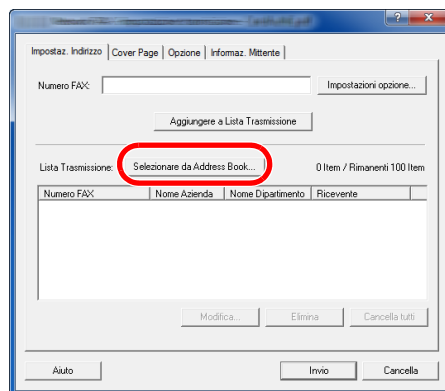 Impostaz. Indirizzo Cover Page Opzione Informaz. Mittente
Numero FAX: Impostazioni opzione...
Aggiungere a Lista Trasmissione
Lista Trasmissione: Selezionare da Address Book... 0 Item / Rimanenti 100 Item
Numero FAX Nome Azienda Nome Dipartimento Ricevente
Modifica... Elimina Cancella tutti
Aiuto Invio Cancella